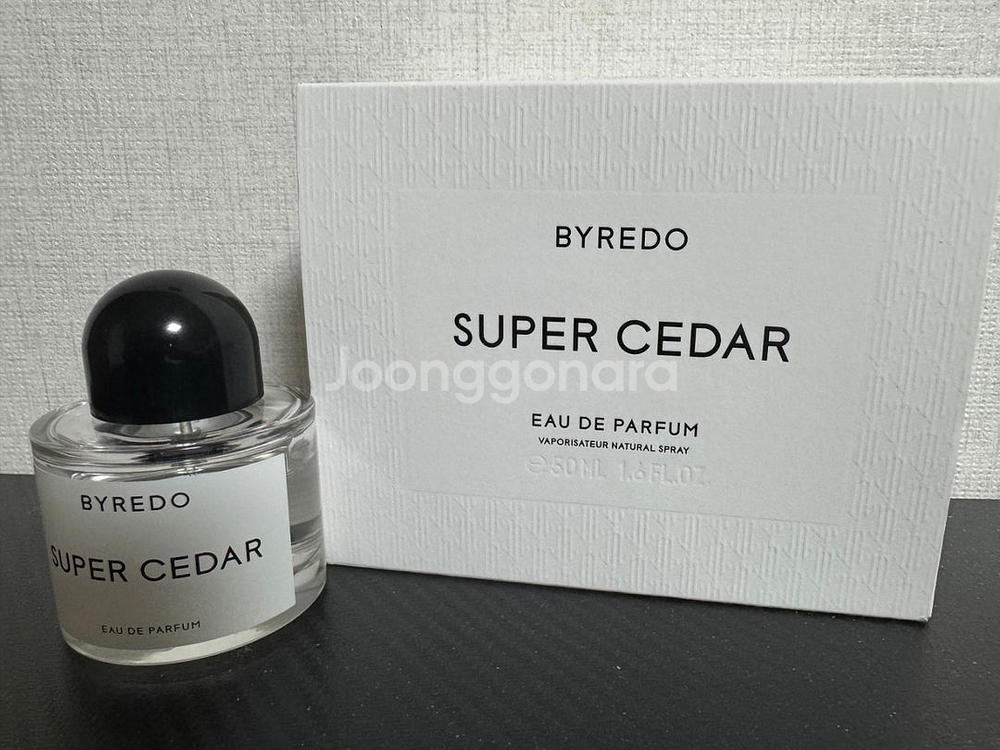 BYREDO
SUPER CEDAR
EAU DE PARFUM
VAPORISATEUR NATURAL SPRAY
℮50ML 1.6FL.OZ.
Joonggonara
BYREDO
SUPER CEDAR
EAU DE PARFUM